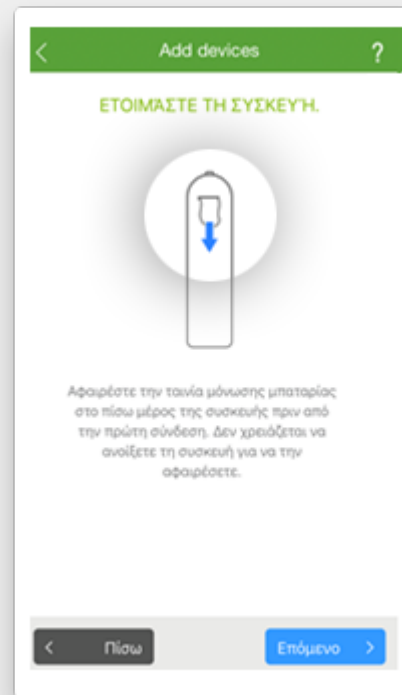 Add devices ?
ΕΤΟΙΜΆΣΤΕ ΤΗ ΣΥΣΚΕΥΉ.
Αφαιρέστε την ταινία μόνωσης μπαταρίας
στο πίσω μέρος της συσκευής πριν από
την πρώτη σύνδεση. Δεν χρειάζεται να
ανοίξετε τη συσκευή για να την
αφαιρέσετε.
Πίσω
Επόμενο